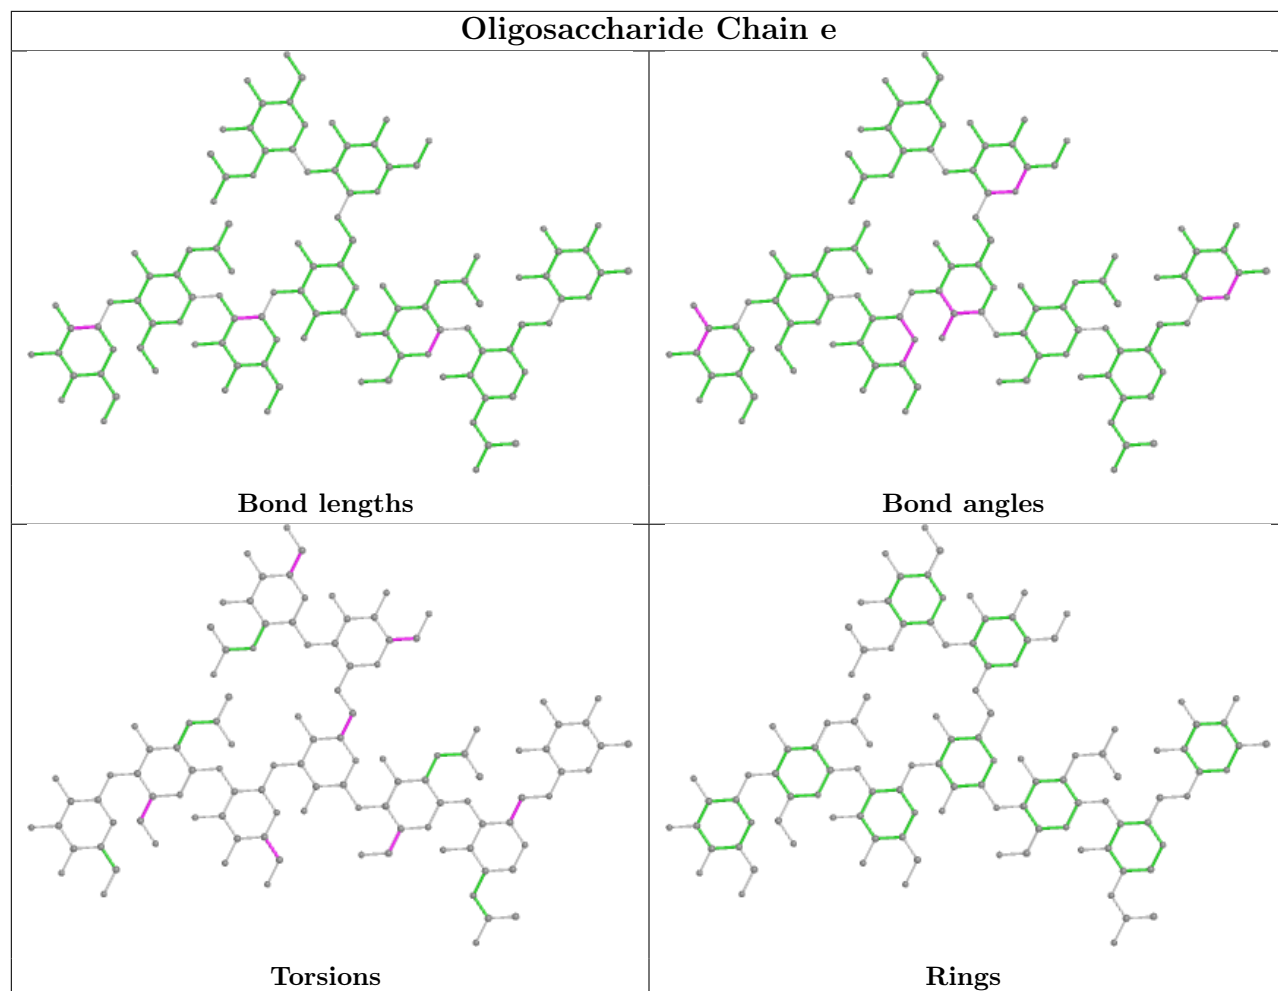 Oligosaccharide Chain e
Bond lengths
Bond angles
Torsions
Rings